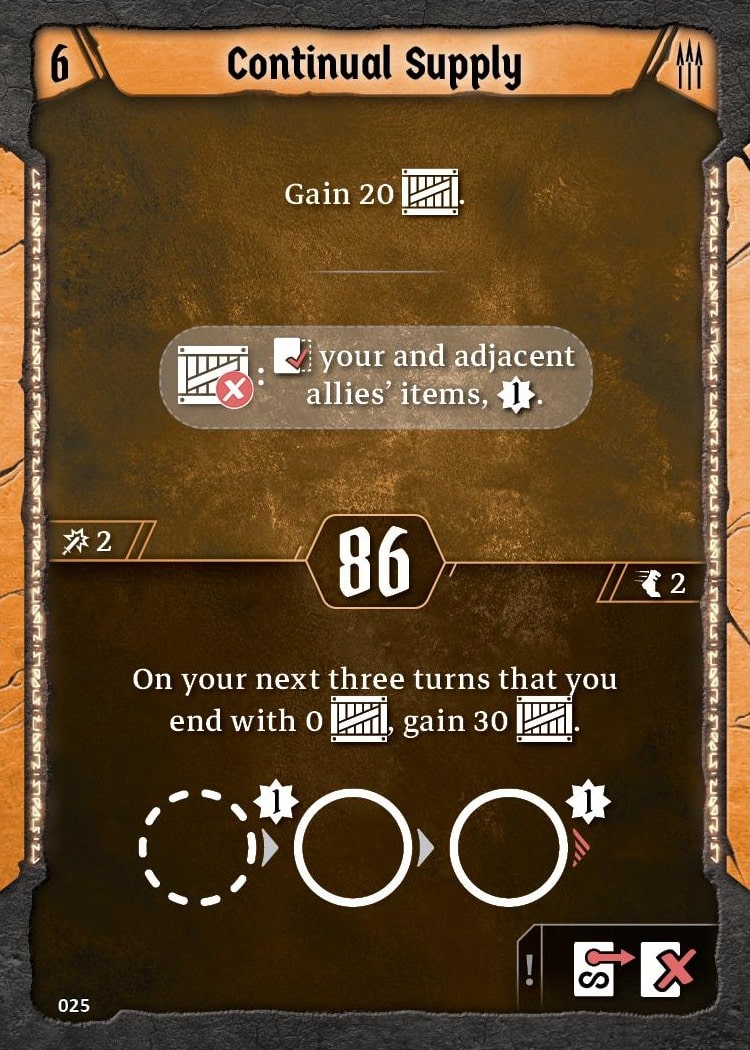 6
Continual Supply
Gain 20 .
: your and adjacent
allies' items, 1.
2
86
2
On your next three turns that you
end with 0 , gain 30 .
1
1
!
025